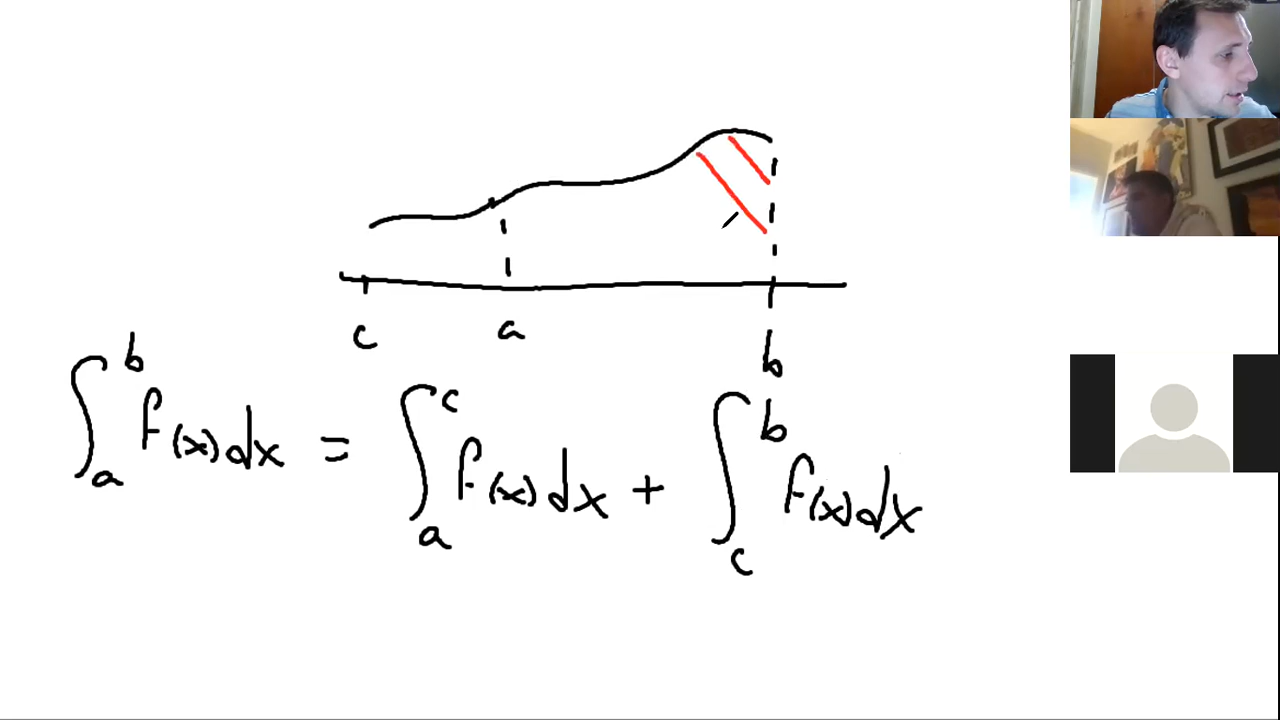 c a b
∫_a^b f(x)dx = ∫_a^c f(x)dx + ∫_c^b f(x)dx